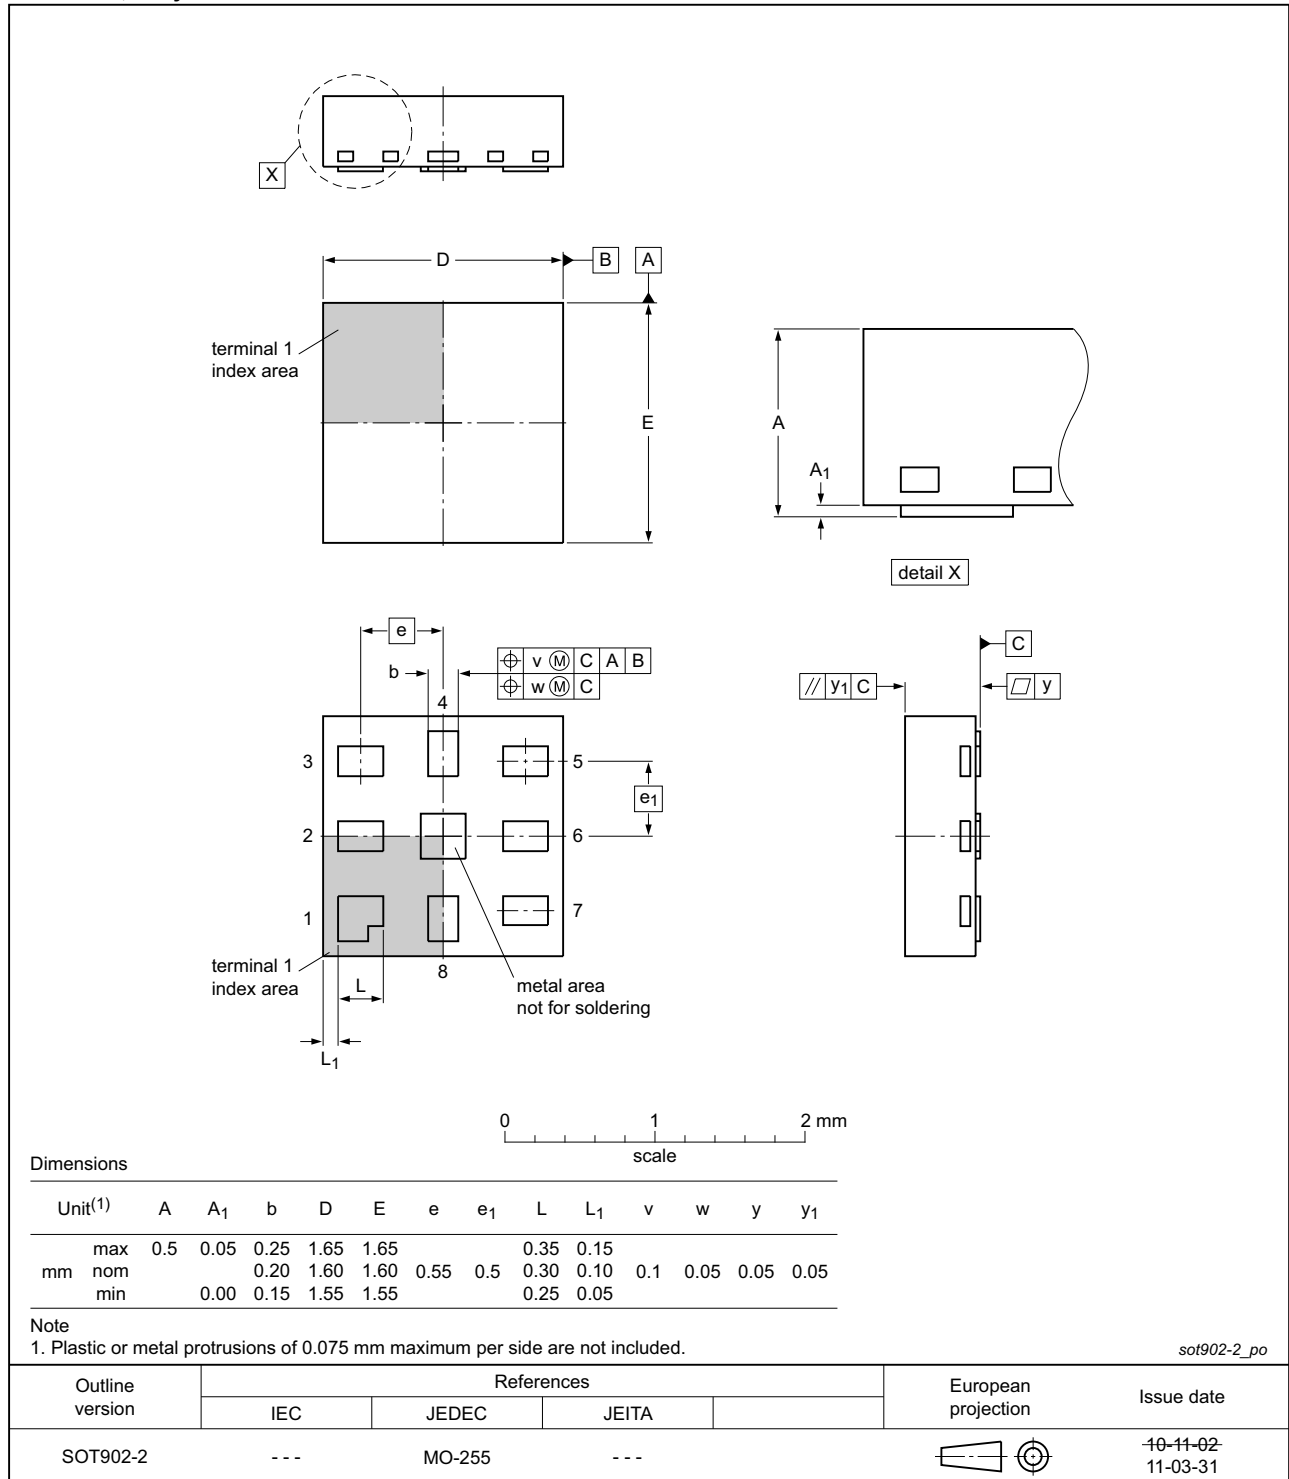 X
D
B
A
terminal 1
index area
E
A
A1
detail X
e
b
v M C A B
w M C
4
3
5
e1
2
6
1
7
terminal 1
index area
L
8
metal area
not for soldering
L1
C
// y1 C
y
0 1 2 mm
scale
Dimensions
Unit(1) A A1 b D E e e1 L L1 v w y y1
max 0.5 0.05 0.25 1.65 1.65 0.35 0.15
mm nom 0.20 1.60 1.60 0.55 0.5 0.30 0.10 0.1 0.05 0.05 0.05
min 0.00 0.15 1.55 1.55 0.25 0.05
Note
1. Plastic or metal protrusions of 0.075 mm maximum per side are not included.
sot902-2_po
Outline
version
References
IEC JEDEC JEITA
European
projection
Issue date
SOT902-2 - - - MO-255 - - -
10-11-02
11-03-31